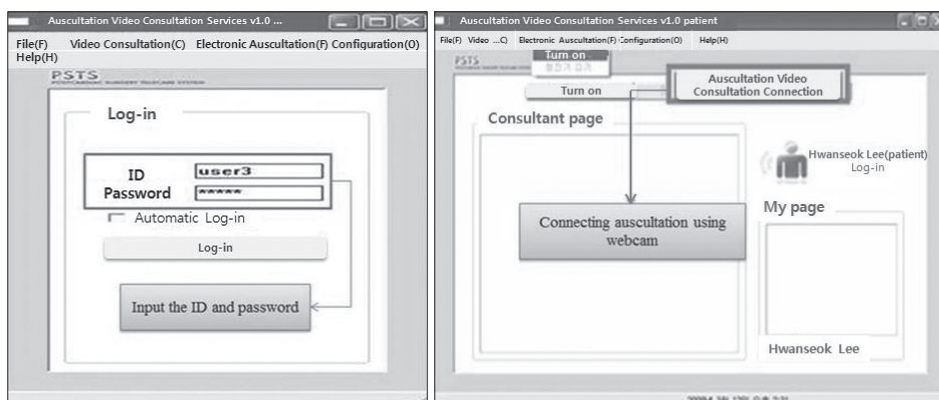 Auscultation Video Consultation Services v1.0 ...
File(F) Video Consultation(C) Electronic Auscultation(F) Configuration(O)
Help(H)
PSTS
Log-in
ID user3
Password *****
Automatic Log-in
Log-in
Input the ID and password
Auscultation Video Consultation Services v1.0 patient
File(F) Video ...C) Electronic Auscultation(F) Configuration(O) Help(H)
PSTS
Turn on
Turn on
Auscultation Video
Consultation Connection
Consultant page
Hwanseok Lee(patient)
Log-in
Connecting auscultation using
webcam
My page
Hwanseok Lee